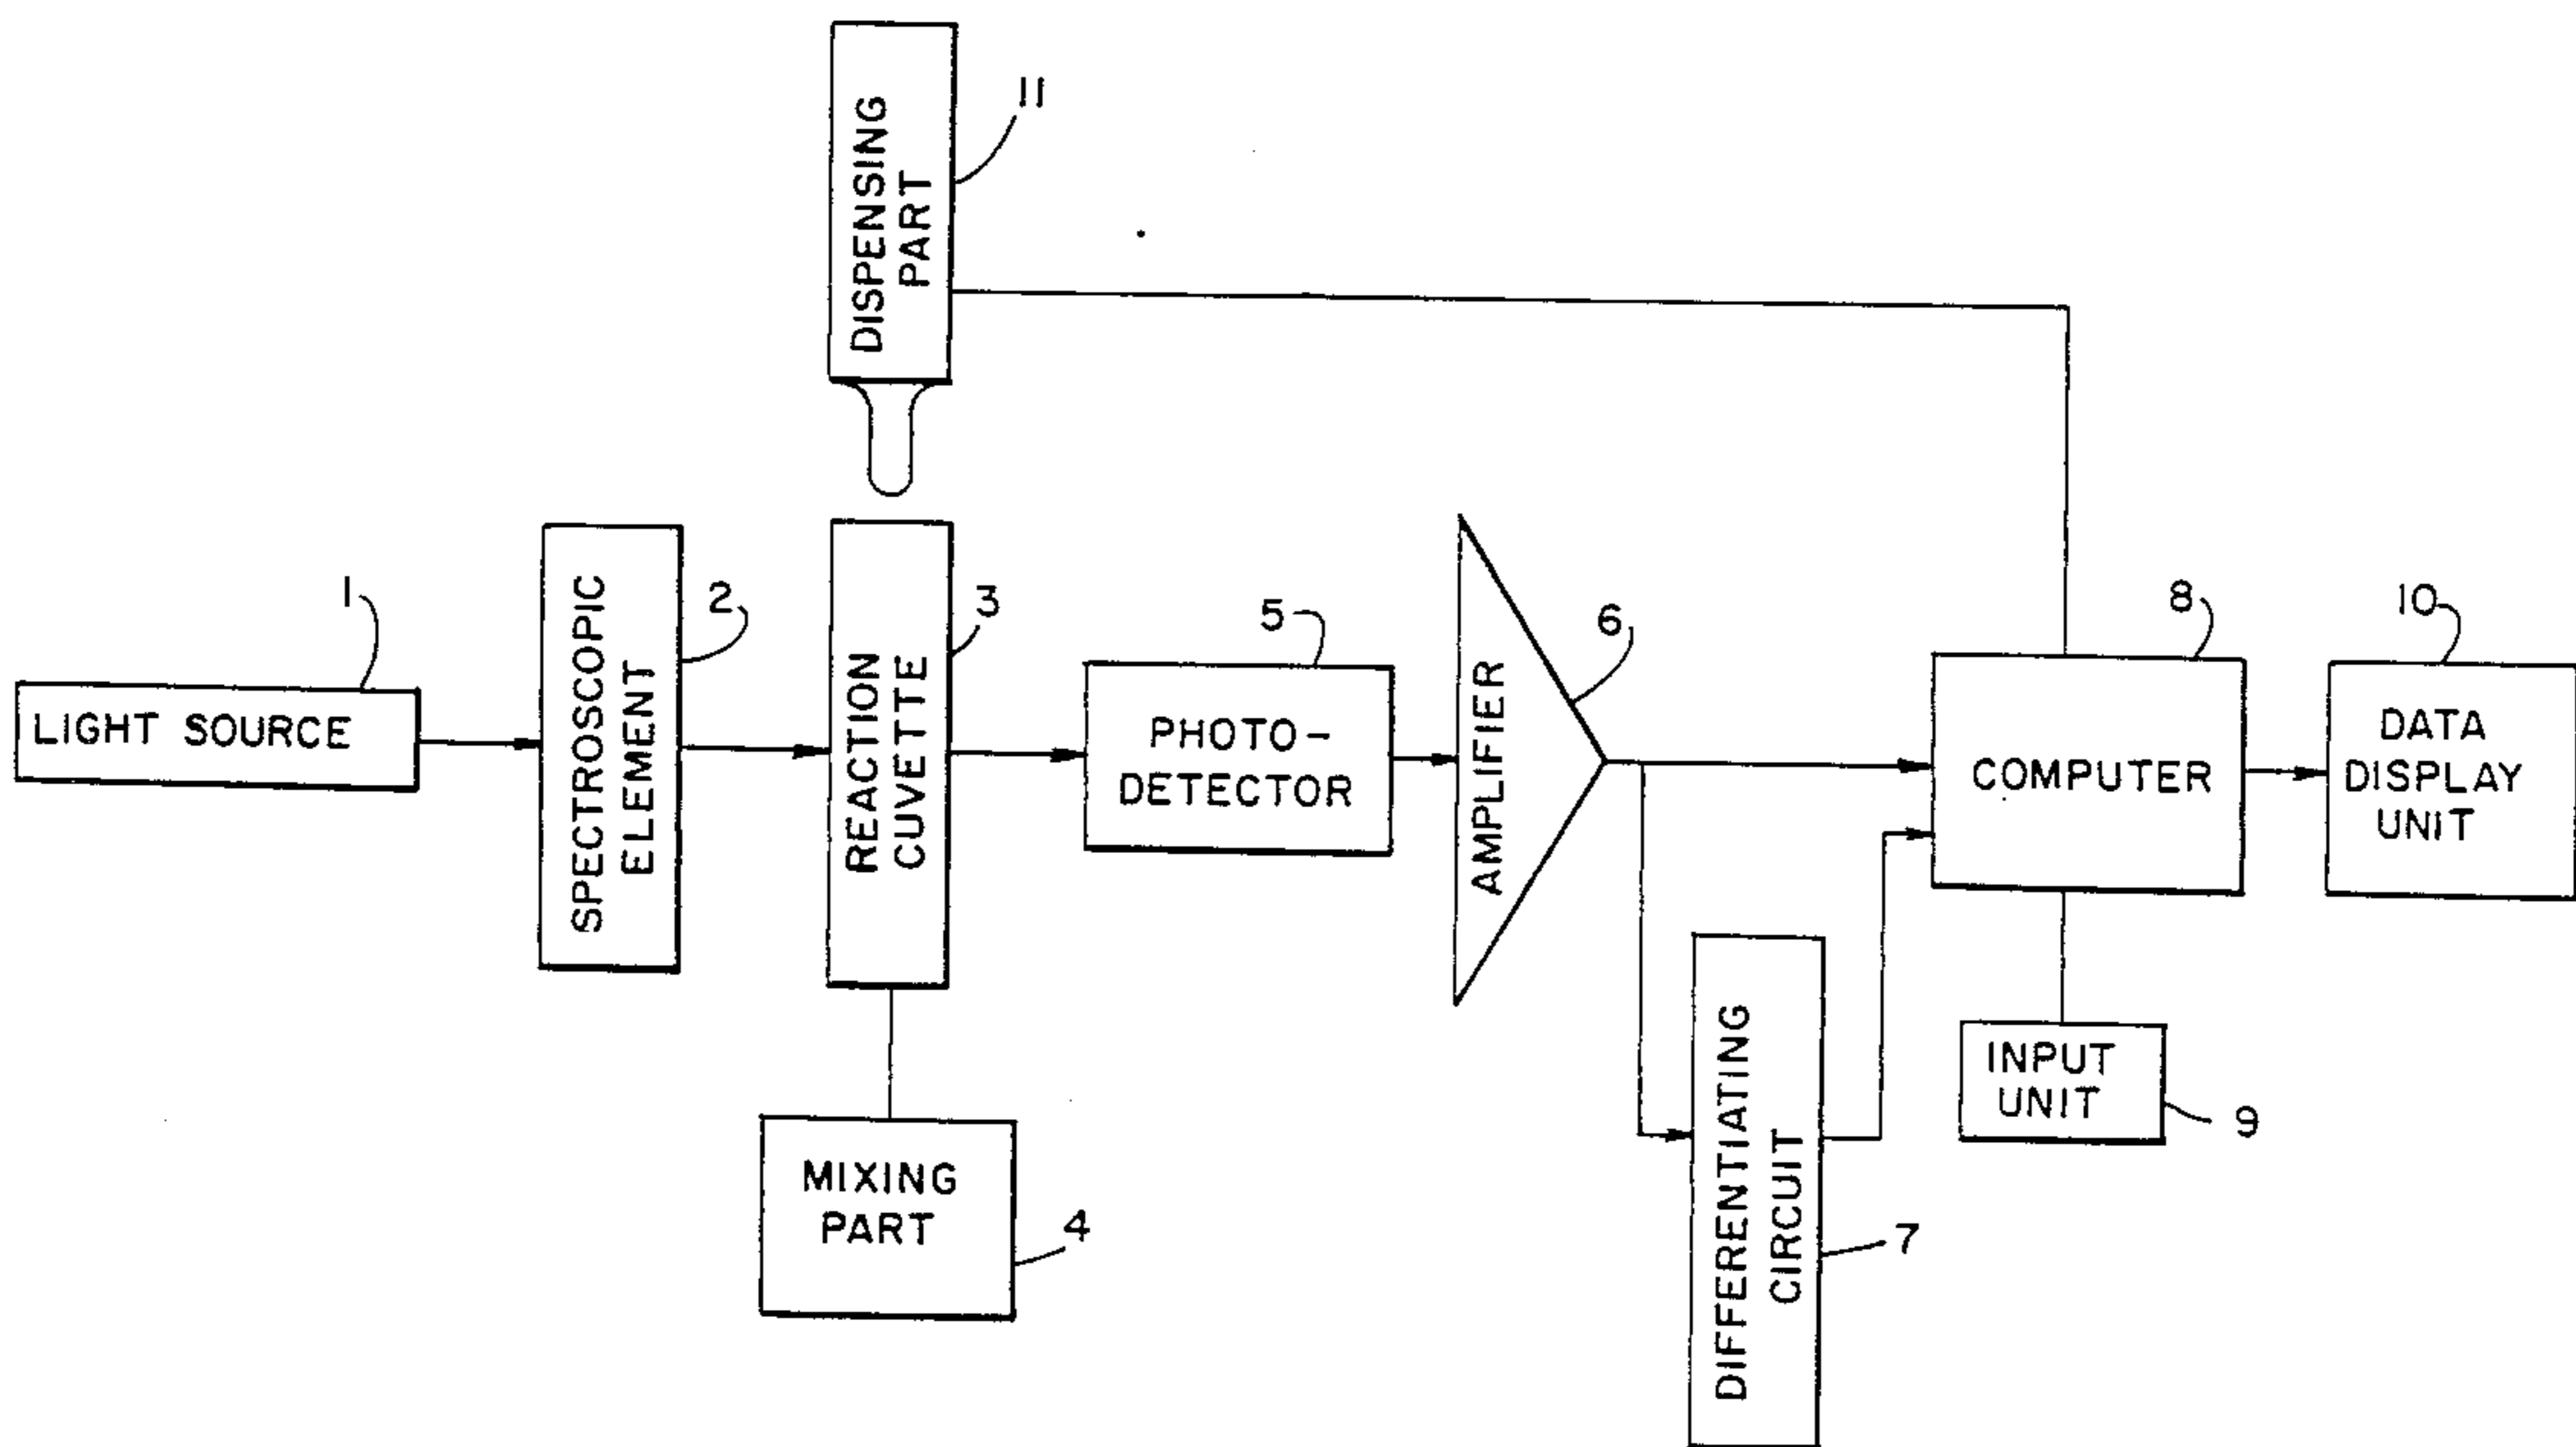 DISPENSING
PART
11
1
LIGHT SOURCE
2
SPECTROSCOPIC
ELEMENT
3
REACTION
CUVETTE
4
MIXING
PART
5
PHOTO-
DETECTOR
6
AMPLIFIER
7
DIFFERENTIATING
CIRCUIT
8
COMPUTER
9
INPUT
UNIT
10
DATA
DISPLAY
UNIT